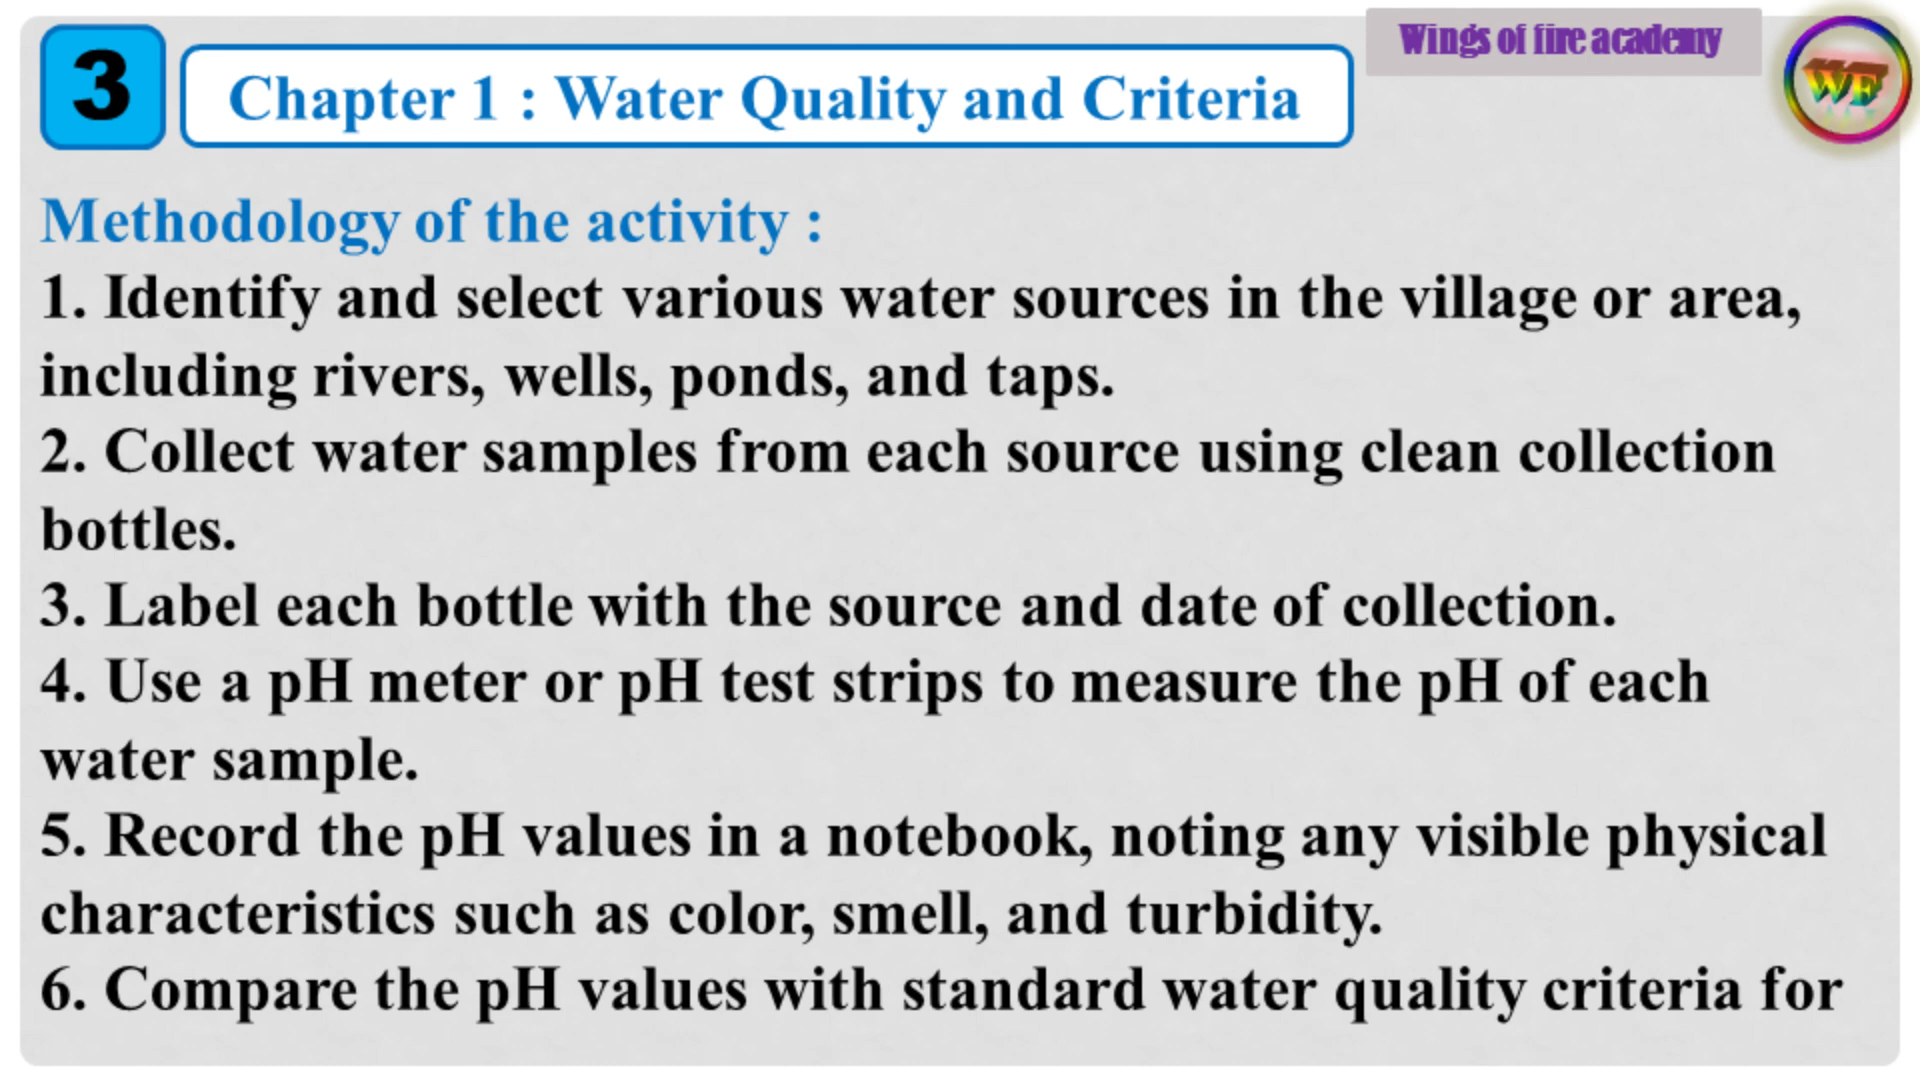 3
Chapter 1 : Water Quality and Criteria
Wings of fire academy
WF
Methodology of the activity :
1. Identify and select various water sources in the village or area,
including rivers, wells, ponds, and taps.
2. Collect water samples from each source using clean collection
bottles.
3. Label each bottle with the source and date of collection.
4. Use a pH meter or pH test strips to measure the pH of each
water sample.
5. Record the pH values in a notebook, noting any visible physical
characteristics such as color, smell, and turbidity.
6. Compare the pH values with standard water quality criteria for